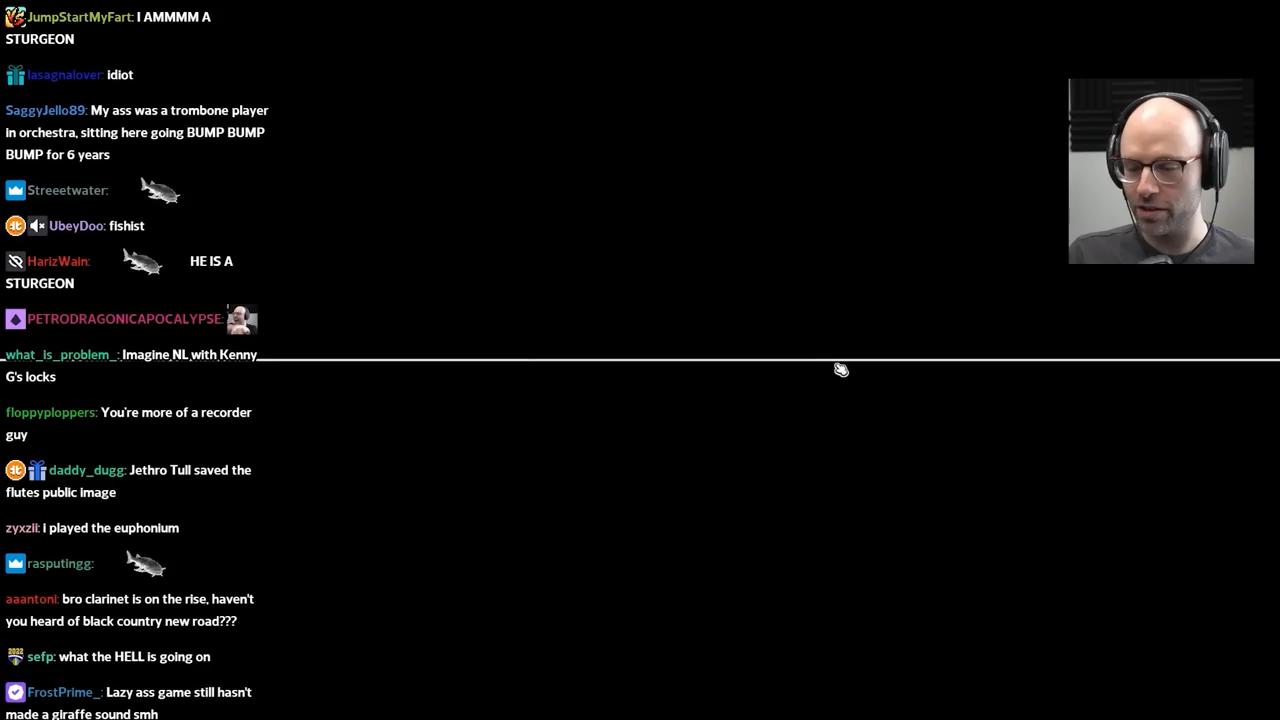 JumpStartMyFart: I AMMMM A
STURGEON
lasagnalover: idiot
SaggyJello89: My ass was a trombone player
in orchestra, sitting here going BUMP BUMP
BUMP for 6 years
Streeetwater:
UbeyDoo: fishist
HarizWain: HE IS A
STURGEON
PETRODRAGONICAPOCALYPSE:
what_is_problem_: Imagine NL with Kenny
G's locks
floppyploppers: You're more of a recorder
guy
daddy_dugg: Jethro Tull saved the
flutes public image
zyxzii: i played the euphonium
rasputingg:
aaantoni: bro clarinet is on the rise, haven't
you heard of black country new road???
sefp: what the HELL is going on
FrostPrime_: Lazy ass game still hasn't
made a giraffe sound smh